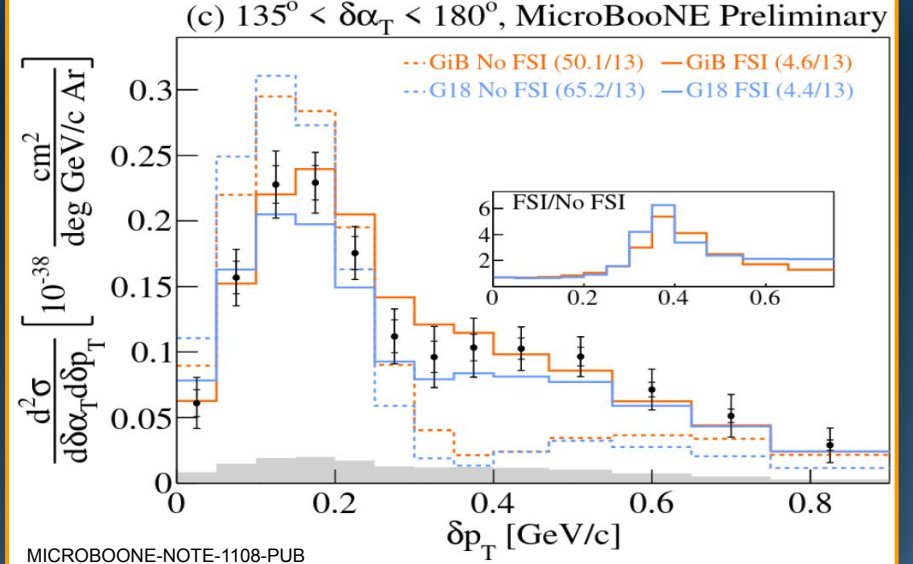 (c) 135° < δα_T < 180°, MicroBooNE Preliminary
d²σ/dδα_Tdδp_T [10⁻³⁸ cm²/deg GeV/c Ar]
GiB No FSI (50.1/13) GiB FSI (4.6/13)
G18 No FSI (65.2/13) G18 FSI (4.4/13)
0.3
0.25
0.2
0.15
0.1
0.05
0
FSI/No FSI
6
4
2
0 0.2 0.4 0.6
0 0.2 0.4 0.6 0.8
δp_T [GeV/c]
MICROBOONE-NOTE-1108-PUB